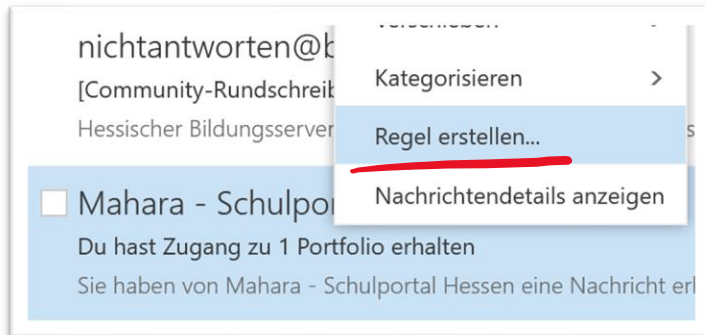 nichtantworten@b
[Community-Rundschreib
Hessischer Bildungsserver
Kategorisieren >
Regel erstellen...
Nachrichtendetails anzeigen
Mahara - Schulpo
Du hast Zugang zu 1 Portfolio erhalten
Sie haben von Mahara - Schulportal Hessen eine Nachricht erl